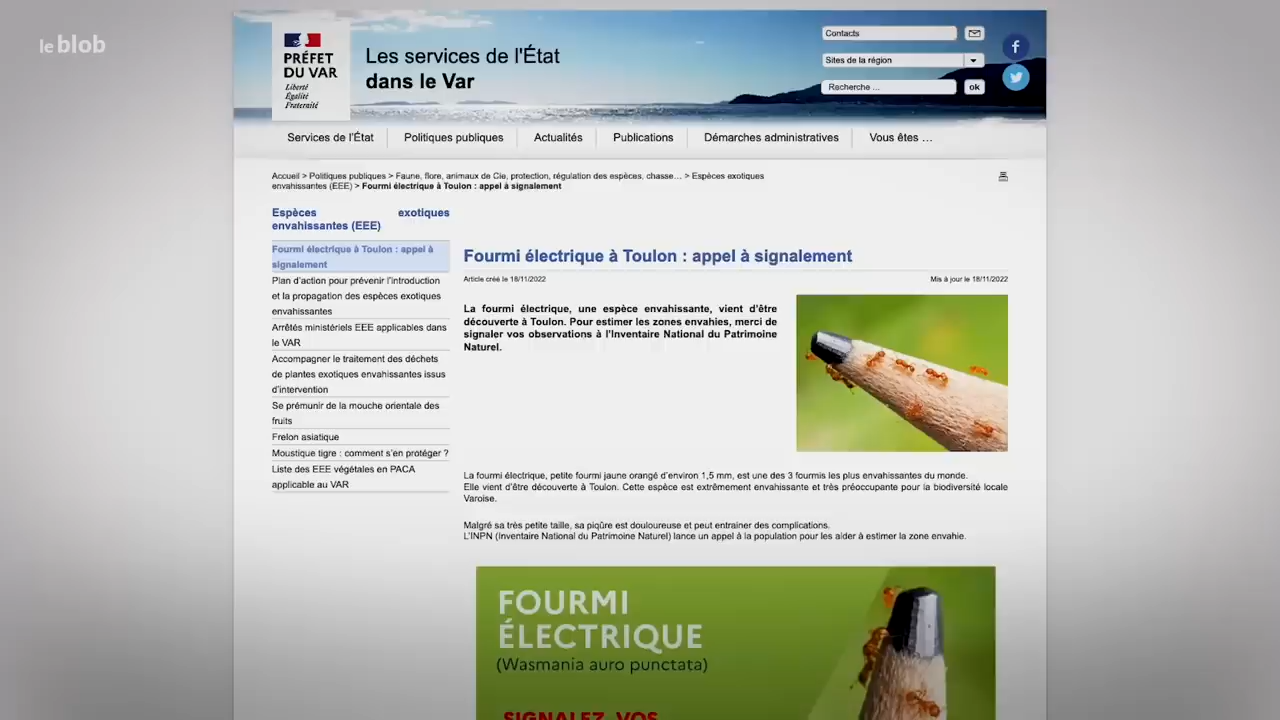 le blob
PRÉFET
DU VAR
Liberté
Égalité
Fraternité
Les services de l'État
dans le Var
Contacts
Sites de la région
Recherche ...
ok
Services de l'État
Politiques publiques
Actualités
Publications
Démarches administratives
Vous êtes ...
Accueil > Politiques publiques > Faune, flore, animaux de Cie, protection, régulation des espèces, chasse... > Espèces exotiques
envahissantes (EEE) > Fourmi électrique à Toulon : appel à signalement
Espèces exotiques
envahissantes (EEE)
Fourmi électrique à Toulon : appel à
signalement
Plan d'action pour prévenir l'introduction
et la propagation des espèces exotiques
envahissantes
Arrêtés ministériels EEE applicables dans
le VAR
Accompagner le traitement des déchets
de plantes exotiques envahissantes issus
d'intervention
Se prémunir de la mouche orientale des
fruits
Frelon asiatique
Moustique tigre : comment s'en protéger ?
Liste des EEE végétales en PACA
applicable au VAR
Fourmi électrique à Toulon : appel à signalement
Article créé le 18/11/2022
Mis à jour le 18/11/2022
La fourmi électrique, une espèce envahissante, vient d'être
découverte à Toulon. Pour estimer les zones envahies, merci de
signaler vos observations à l'Inventaire National du Patrimoine
Naturel.
La fourmi électrique, petite fourmi jaune orangé d'environ 1,5 mm, est une des 3 fourmis les plus envahissantes du monde.
Elle vient d'être découverte à Toulon. Cette espèce est extrêmement envahissante et très préoccupante pour la biodiversité locale
Varoise.
Malgré sa très petite taille, sa piqûre est douloureuse et peut entrainer des complications.
L'INPN (Inventaire National du Patrimoine Naturel) lance un appel à la population pour les aider à estimer la zone envahie.
FOURMI
ÉLECTRIQUE
(Wasmania auro punctata)
SIGNALEZ-VOS